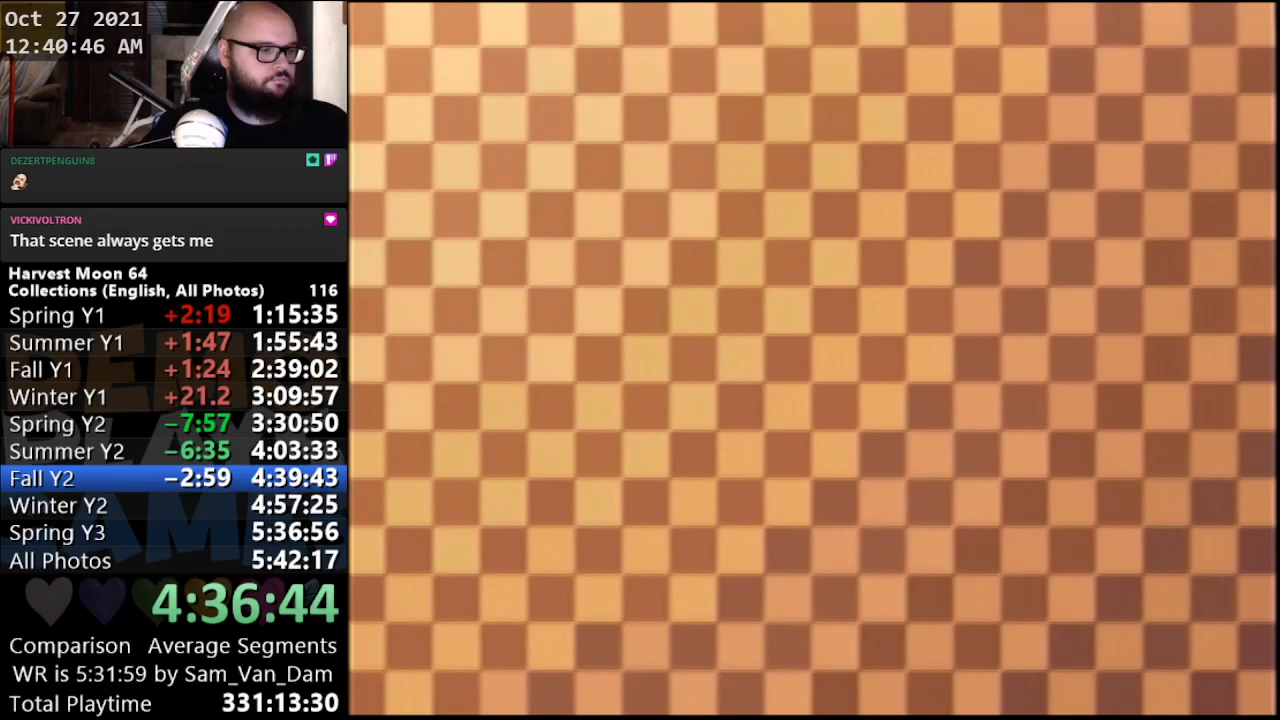 Oct 27 2021
12:40:46 AM
DEZERTPENGUIN8
VICKIVOLTRON
That scene always gets me
Harvest Moon 64
Collections (English, All Photos) 116
Spring Y1 +2:19 1:15:35
Summer Y1 +1:47 1:55:43
Fall Y1 +1:24 2:39:02
Winter Y1 +21.2 3:09:57
Spring Y2 −7:57 3:30:50
Summer Y2 −6:35 4:03:33
Fall Y2 −2:59 4:39:43
Winter Y2 4:57:25
Spring Y3 5:36:56
All Photos 5:42:17
4:36:44
Comparison Average Segments
WR is 5:31:59 by Sam_Van_Dam
Total Playtime 331:13:30